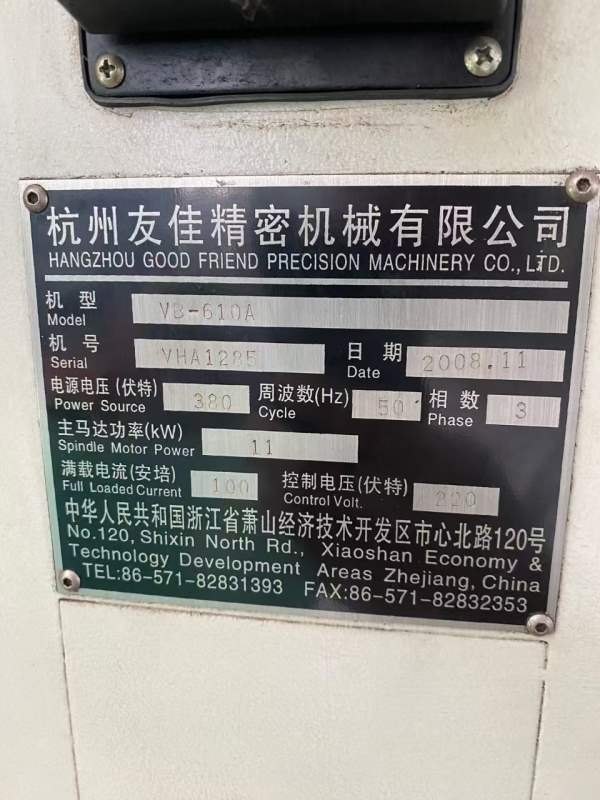 杭州友佳精密机械有限公司
HANGZHOU GOOD FRIEND PRECISION MACHINERY CO., LTD.
机 型 Model VB-610A
机 号 Serial VHA1285 日 期 Date 2008.11
电源电压(伏特) Power Source 380 周波数(Hz) Cycle 50 相 数 Phase 3
主马达功率(kW) Spindle Motor Power 11
满载电流(安培) Full Loaded Current 100 控制电压(伏特) Control Volt. 220
中华人民共和国浙江省萧山经济技术开发区市心北路120号
No.120, Shixin North Rd., Xiaoshan Economy &
Technology Development Areas Zhejiang, China
TEL:86-571-82831393 FAX:86-571-82832353